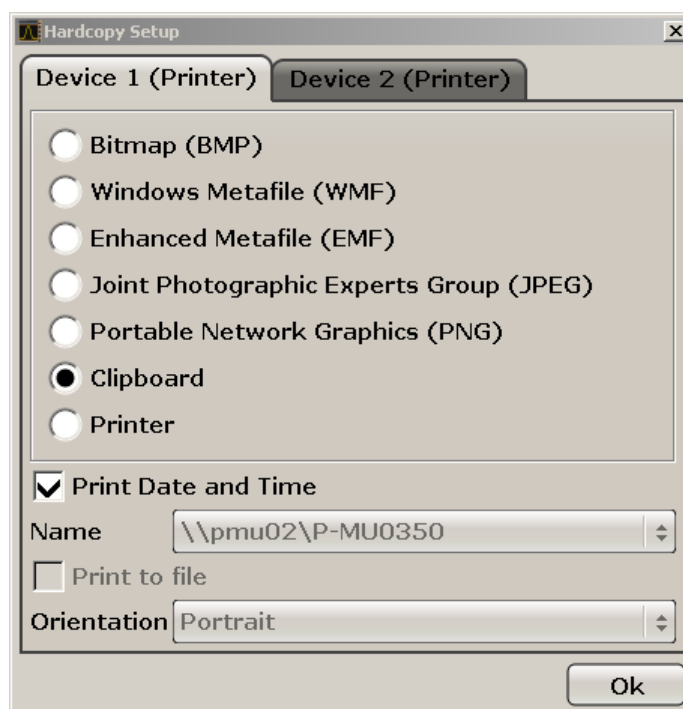 Hardcopy Setup
Device 1 (Printer)
Device 2 (Printer)
Bitmap (BMP)
Windows Metafile (WMF)
Enhanced Metafile (EMF)
Joint Photographic Experts Group (JPEG)
Portable Network Graphics (PNG)
Clipboard
Printer
Print Date and Time
Name \\pmu02\P-MU0350
Print to file
Orientation Portrait
Ok